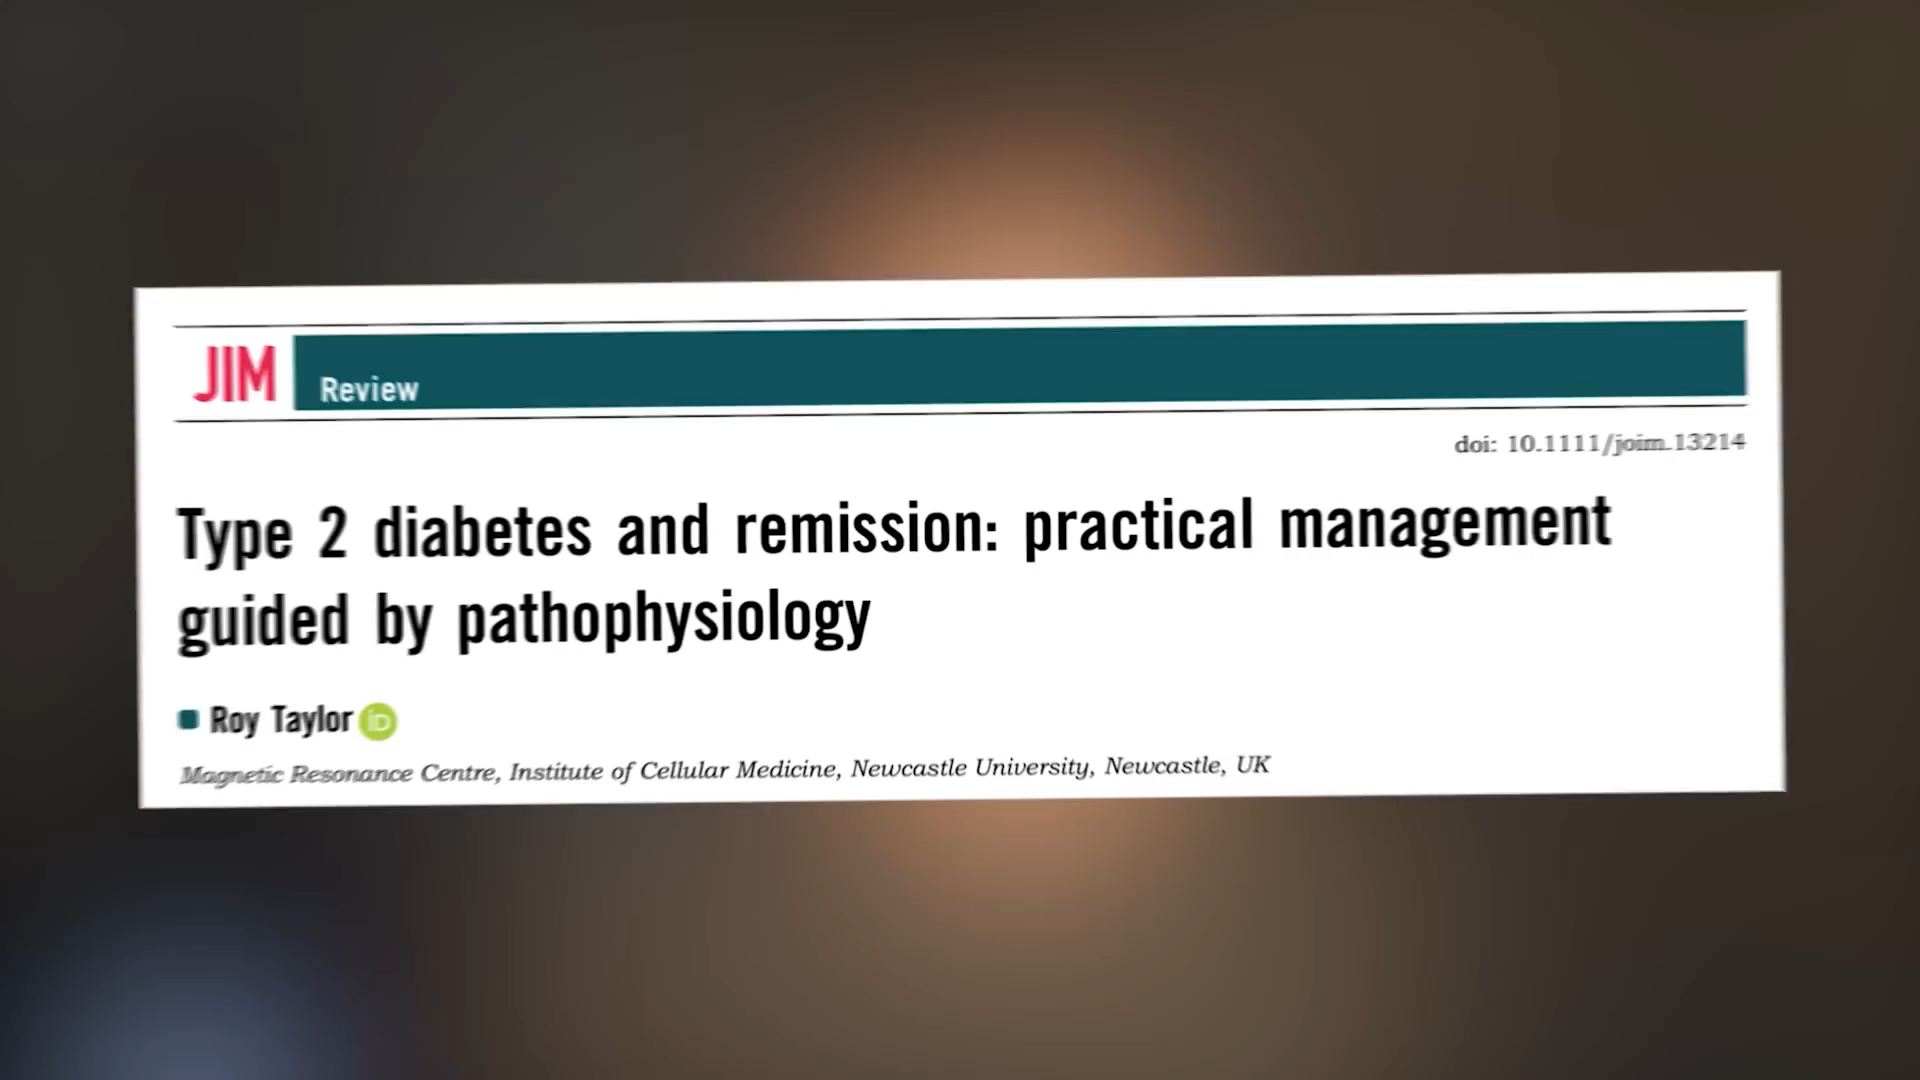 JIM
Review
doi: 10.1111/joim.13214
Type 2 diabetes and remission: practical management
guided by pathophysiology
Roy Taylor iD
Magnetic Resonance Centre, Institute of Cellular Medicine, Newcastle University, Newcastle, UK